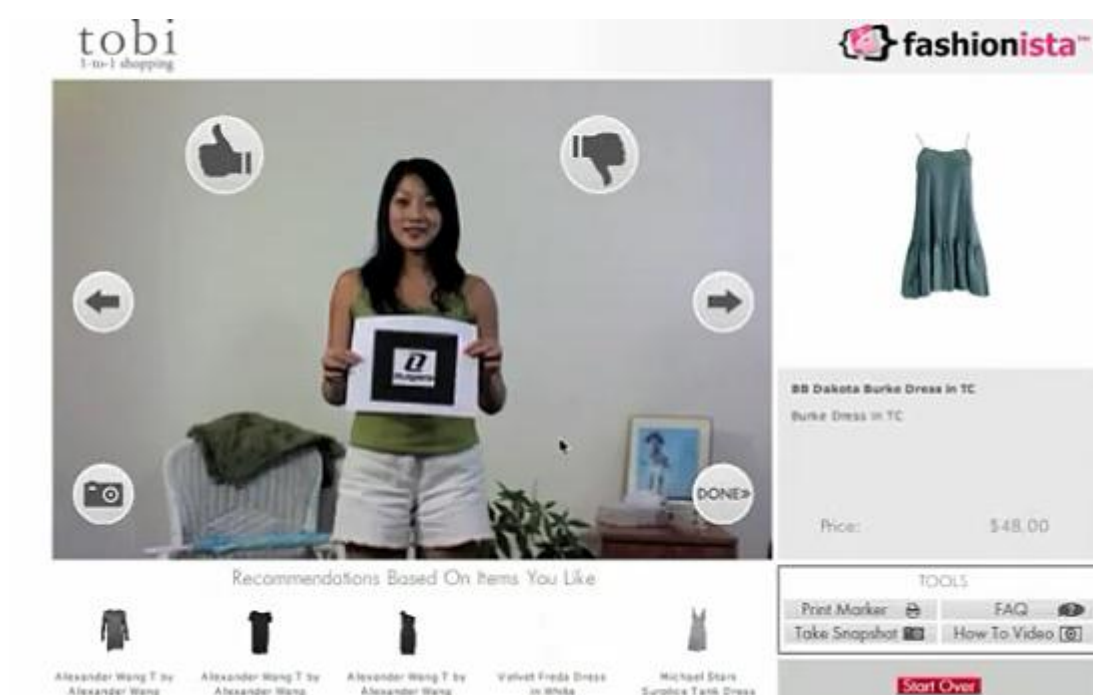 tobi
1-to-1 shopping
fashionista™
DONE»
BB Dakota Burke Dress in TC
Burke Dress in TC
Price: $48.00
Recommendations Based On Items You Like
Alexander Wang T by
Alexander Wang
Alexander Wang T by
Alexander Wang
Alexander Wang T by
Alexander Wang
Velvet Freda Dress
in White
Michael Stars
Surplice Tank Dress
TOOLS
Print Marker FAQ
Take Snapshot How To Video
Start Over